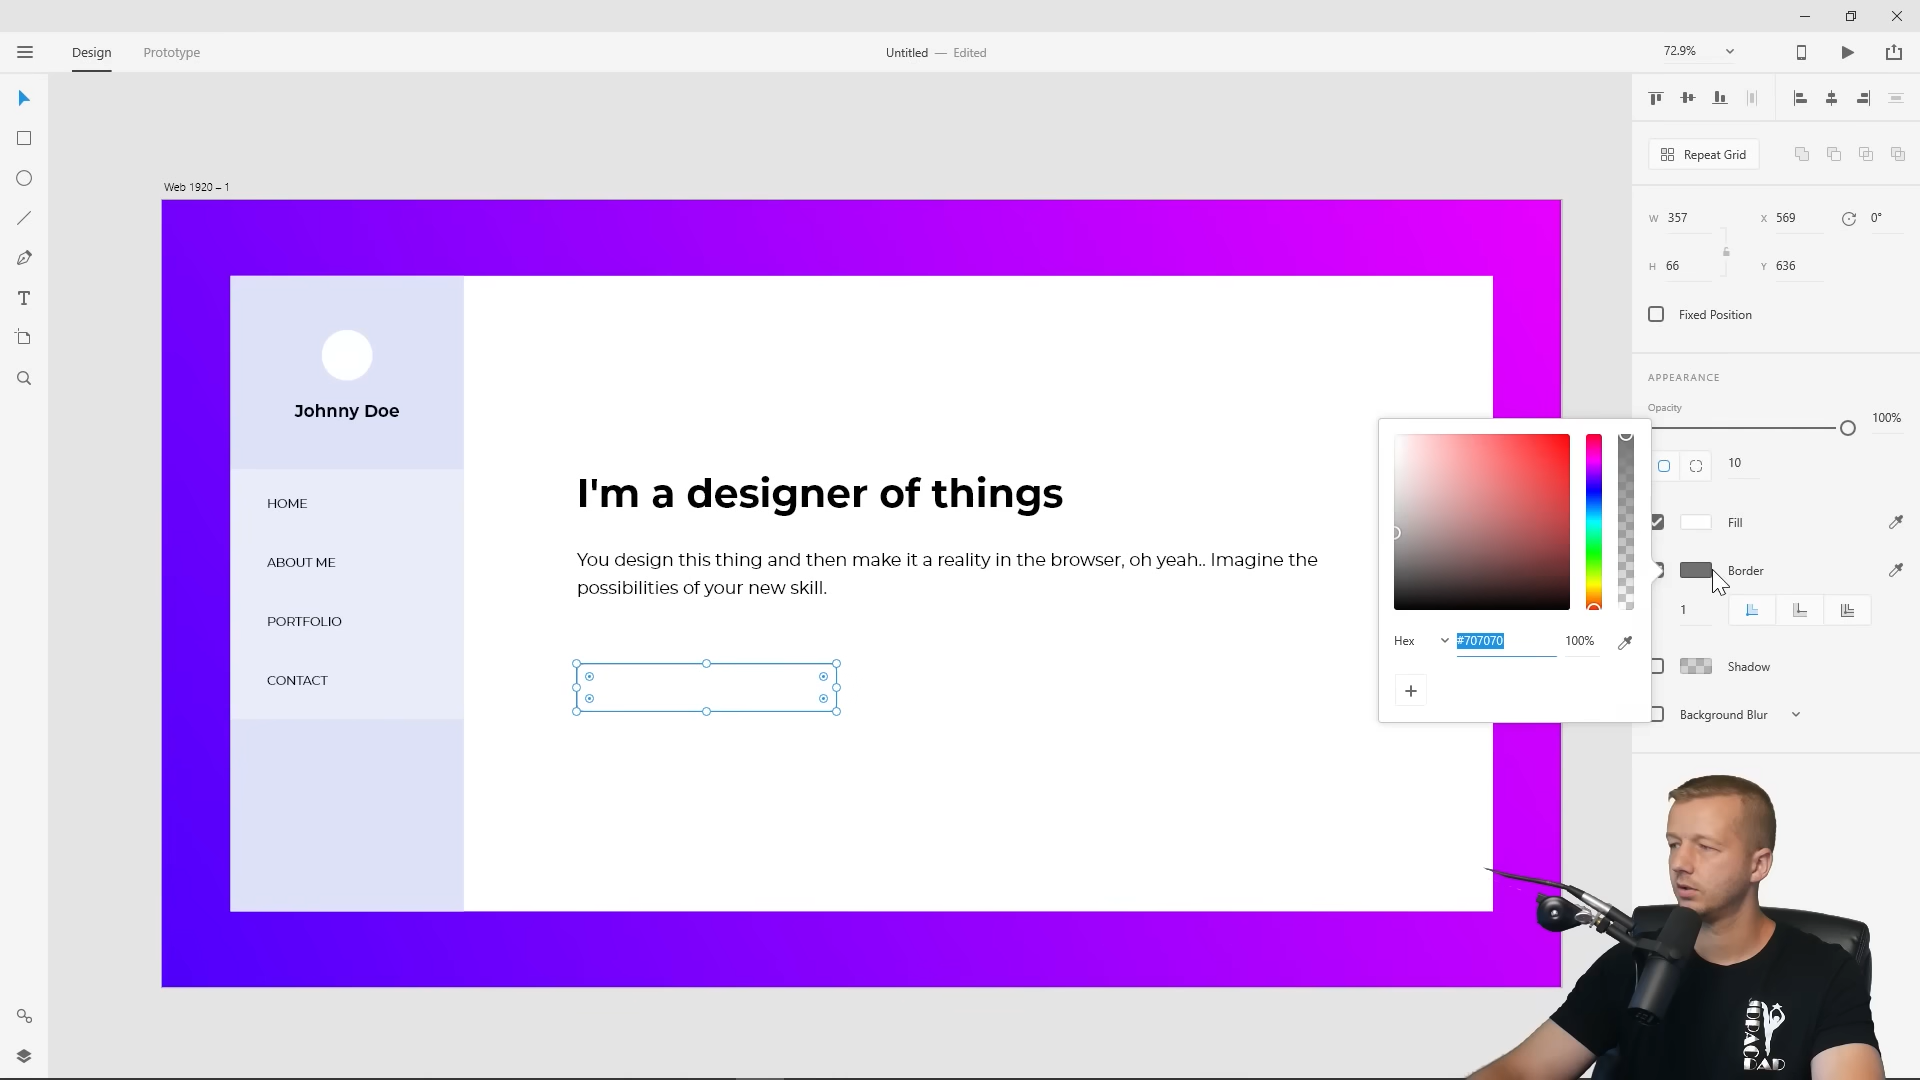 Design
Prototype
Untitled — Edited
72.9%
Web 1920 – 1
Johnny Doe
HOME
ABOUT ME
PORTFOLIO
CONTACT
I'm a designer of things
You design this thing and then make it a reality in the browser, oh yeah.. Imagine the
possibilities of your new skill.
Hex
#707070
100%
Repeat Grid
W 357
X 569
0°
H 66
Y 636
Fixed Position
APPEARANCE
Opacity
100%
10
Fill
Border
1
Shadow
Background Blur
DAD